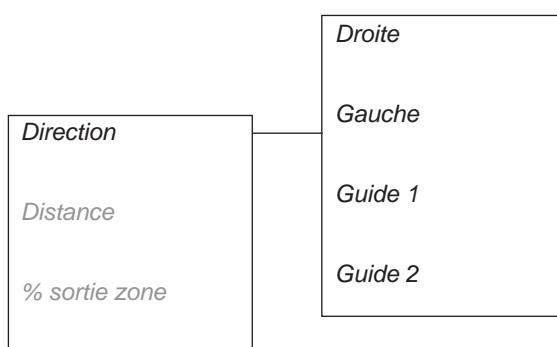 Direction
Distance
% sortie zone
Droite
Gauche
Guide 1
Guide 2